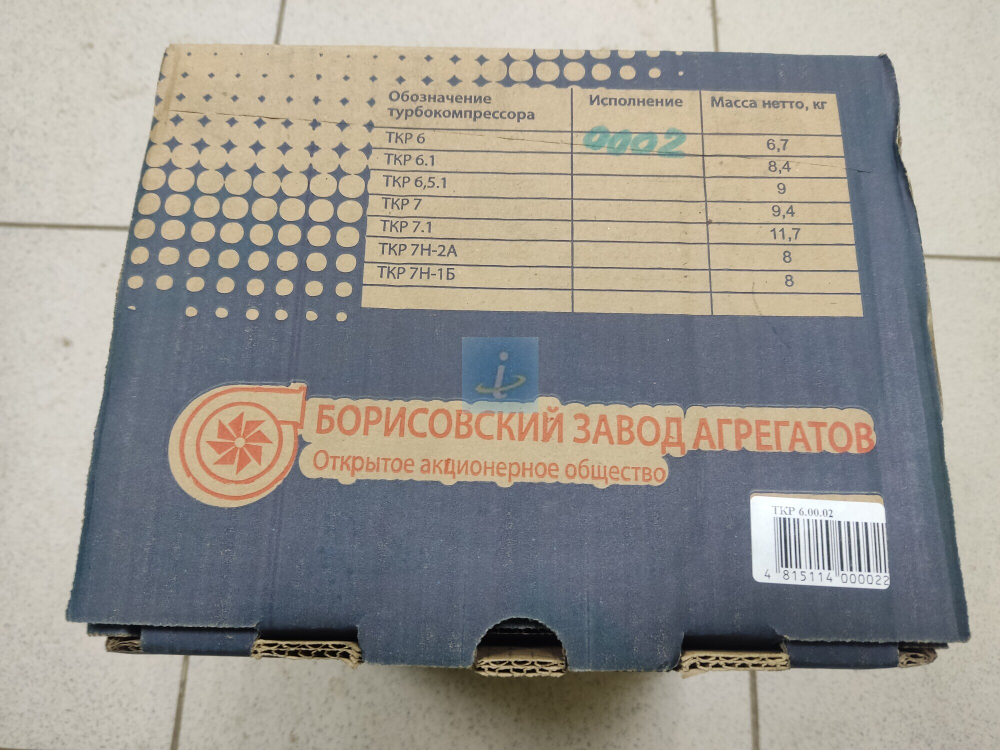 Обозначение турбокомпрессора Исполнение Масса нетто, кг
ТКР 6 0002 6,7
ТКР 6.1 8,4
ТКР 6,5.1 9
ТКР 7 9,4
ТКР 7.1 11,7
ТКР 7Н-2А 8
ТКР 7Н-1Б 8
i
БОРИСОВСКИЙ ЗАВОД АГРЕГАТОВ
Открытое акционерное общество
ТКР 6.00.02
4 815114 000022